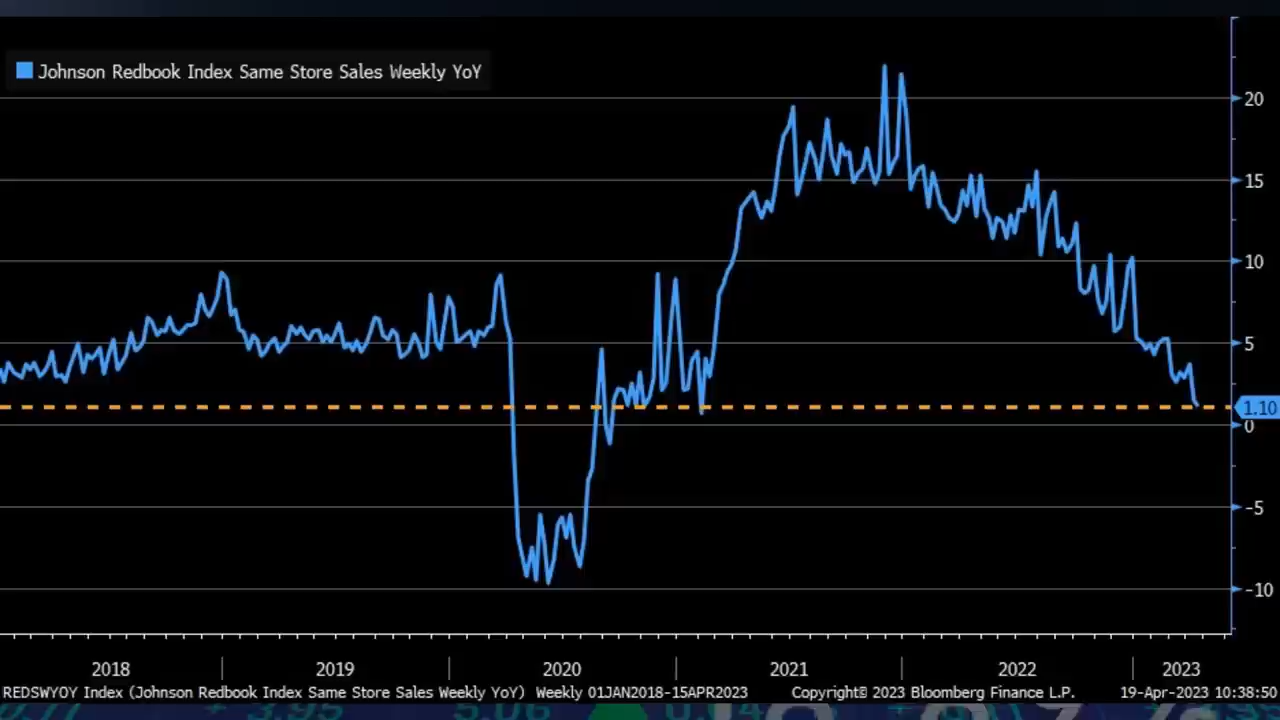 Johnson Redbook Index Same Store Sales Weekly YoY
20
15
10
5
1.10
0
-5
-10
2018 2019 2020 2021 2022 2023
REDSWYOY Index (Johnson Redbook Index Same Store Sales Weekly YoY) Weekly 01JAN2018-15APR2023 Copyright© 2023 Bloomberg Finance L.P. 19-Apr-2023 10:38:50